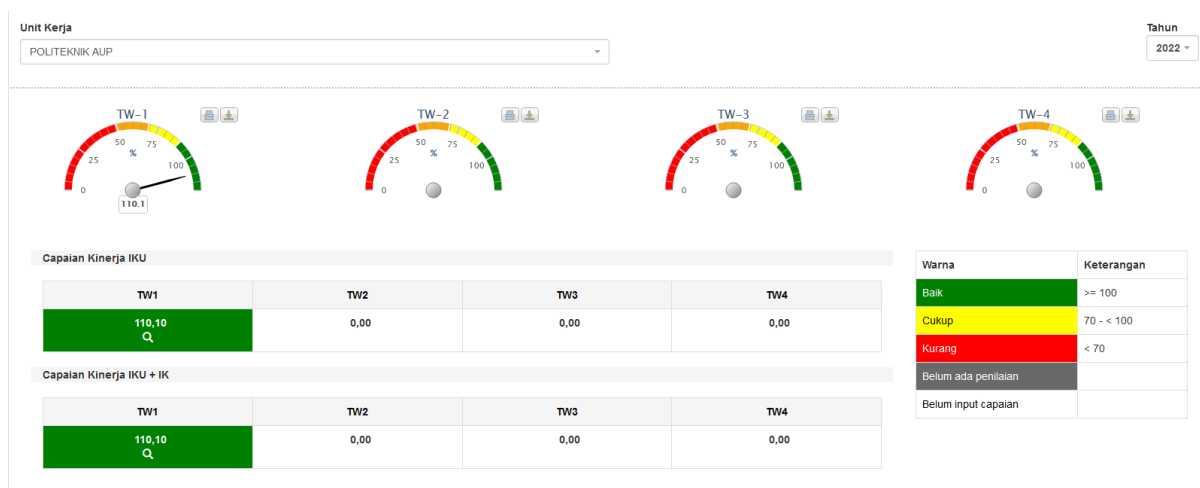 Unit Kerja
Tahun
POLITEKNIK AUP
2022
TW-1
TW-2
TW-3
TW-4
0 25 50 75 100 %
110.1
0 25 50 75 100 %
0 25 50 75 100 %
0 25 50 75 100 %
Capaian Kinerja IKU
TW1 TW2 TW3 TW4
110,10 0,00 0,00 0,00
Capaian Kinerja IKU + IK
TW1 TW2 TW3 TW4
110,10 0,00 0,00 0,00
Warna Keterangan
Baik >= 100
Cukup 70 - < 100
Kurang < 70
Belum ada penilaian
Belum input capaian